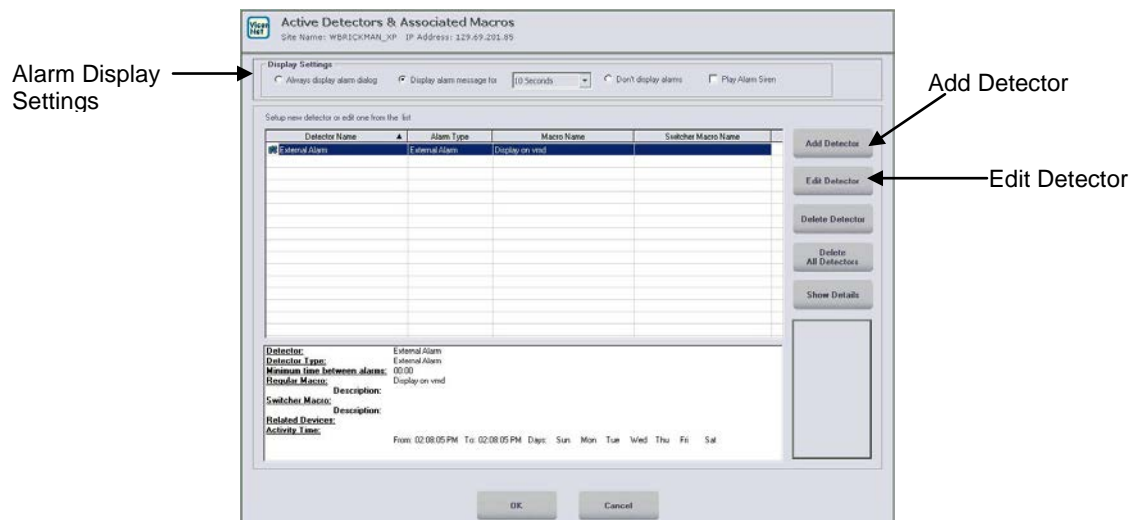 Vicon
Net
Active Detectors & Associated Macros
Site Name: WBRICKMAN_XP IP Address: 129.69.201.85
Alarm Display
Settings
Display Settings
Always display alarm dialog
Display alarm message for
10 Seconds
Don't display alarms
Play Alarm Siren
Add Detector
Setup new detector or edit one from the list
Detector Name
Alarm Type
Macro Name
Switcher Macro Name
External Alarm
External Alarm
Display on vmd
Add Detector
Edit Detector
Edit Detector
Delete Detector
Delete
All Detectors
Show Details
Detector: External Alarm
Detector Type: External Alarm
Minimum time between alarms: 00:00
Regular Macro: Display on vmd
Description:
Switcher Macro:
Description:
Related Devices:
Activity Time:
From: 02:08:05 PM To: 02:08:05 PM Days: Sun Mon Tue Wed Thu Fri Sat
OK
Cancel